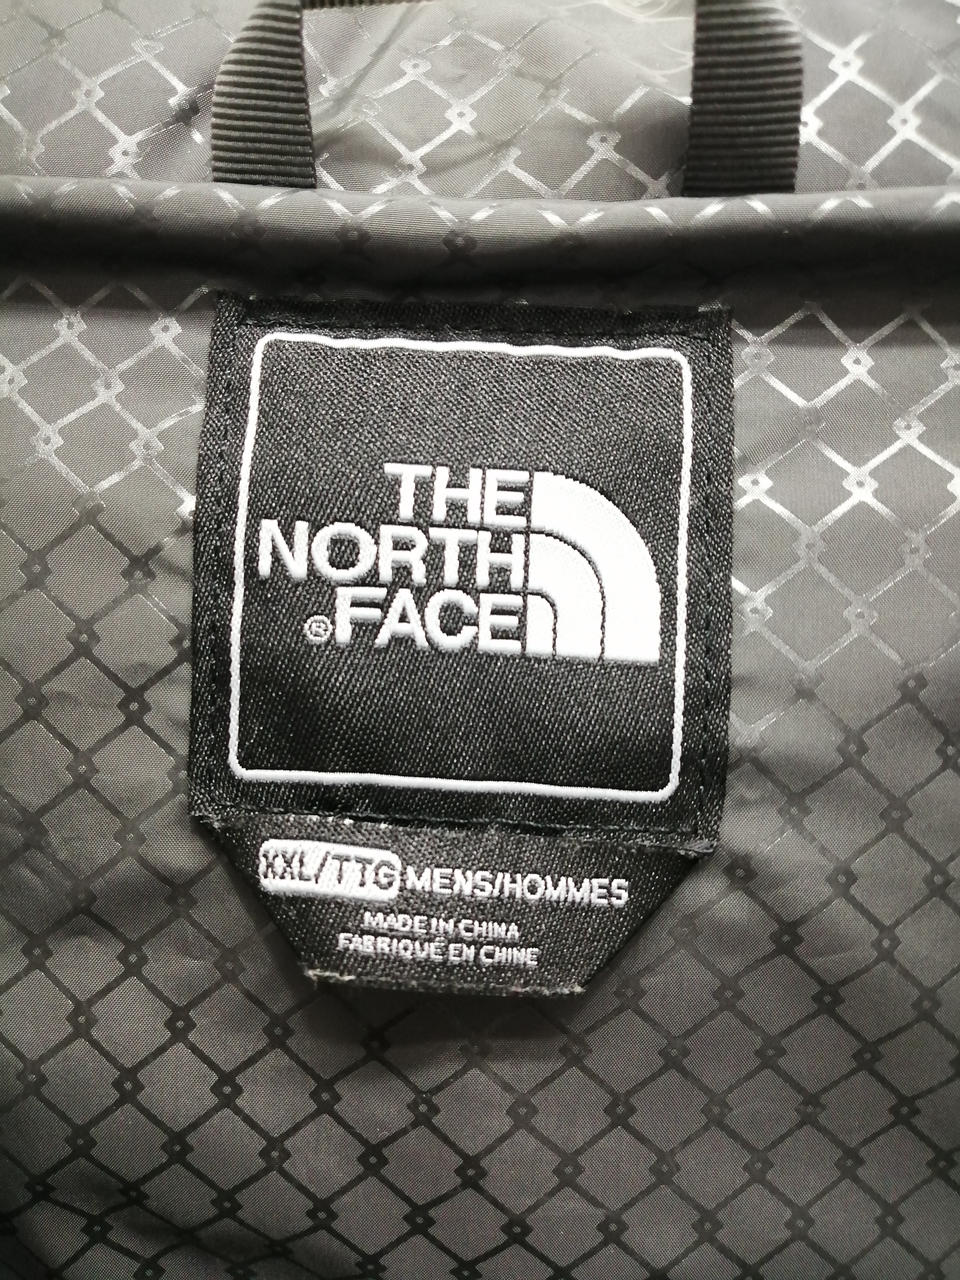 THE
NORTH
®FACE
XXL/TTG MENS/HOMMES
MADE IN CHINA
FABRIQUÉ EN CHINE